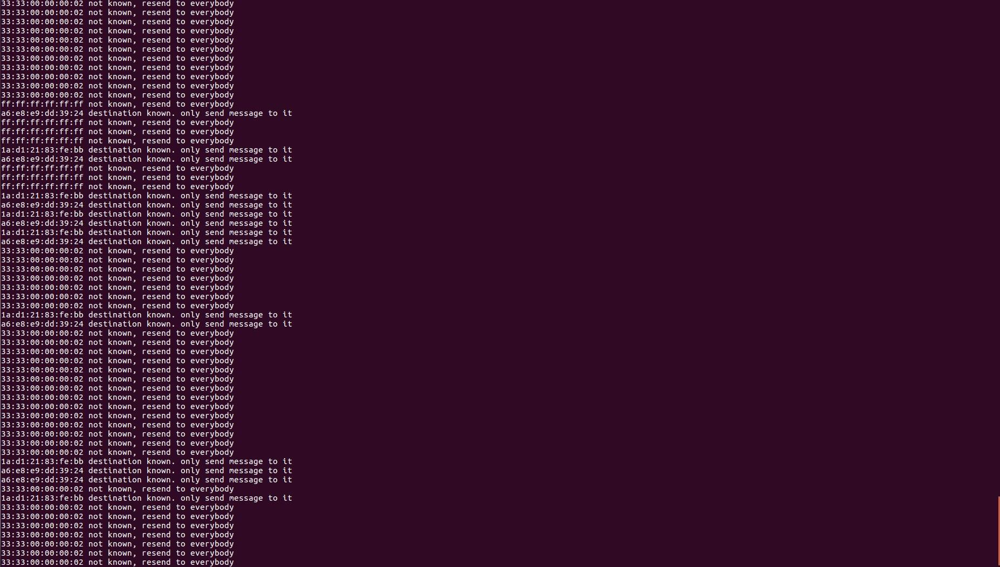 33:33:00:00:00:02 not known, resend to everybody
33:33:00:00:00:02 not known, resend to everybody
33:33:00:00:00:02 not known, resend to everybody
33:33:00:00:00:02 not known, resend to everybody
33:33:00:00:00:02 not known, resend to everybody
33:33:00:00:00:02 not known, resend to everybody
33:33:00:00:00:02 not known, resend to everybody
33:33:00:00:00:02 not known, resend to everybody
33:33:00:00:00:02 not known, resend to everybody
33:33:00:00:00:02 not known, resend to everybody
33:33:00:00:00:02 not known, resend to everybody
ff:ff:ff:ff:ff:ff not known, resend to everybody
a6:e8:e9:dd:39:24 destination known. only send message to it
ff:ff:ff:ff:ff:ff not known, resend to everybody
ff:ff:ff:ff:ff:ff not known, resend to everybody
ff:ff:ff:ff:ff:ff not known, resend to everybody
1a:d1:21:83:fe:bb destination known. only send message to it
a6:e8:e9:dd:39:24 destination known. only send message to it
ff:ff:ff:ff:ff:ff not known, resend to everybody
ff:ff:ff:ff:ff:ff not known, resend to everybody
ff:ff:ff:ff:ff:ff not known, resend to everybody
1a:d1:21:83:fe:bb destination known. only send message to it
a6:e8:e9:dd:39:24 destination known. only send message to it
1a:d1:21:83:fe:bb destination known. only send message to it
a6:e8:e9:dd:39:24 destination known. only send message to it
1a:d1:21:83:fe:bb destination known. only send message to it
a6:e8:e9:dd:39:24 destination known. only send message to it
33:33:00:00:00:02 not known, resend to everybody
33:33:00:00:00:02 not known, resend to everybody
33:33:00:00:00:02 not known, resend to everybody
33:33:00:00:00:02 not known, resend to everybody
33:33:00:00:00:02 not known, resend to everybody
33:33:00:00:00:02 not known, resend to everybody
33:33:00:00:00:02 not known, resend to everybody
1a:d1:21:83:fe:bb destination known. only send message to it
a6:e8:e9:dd:39:24 destination known. only send message to it
33:33:00:00:00:02 not known, resend to everybody
33:33:00:00:00:02 not known, resend to everybody
33:33:00:00:00:02 not known, resend to everybody
33:33:00:00:00:02 not known, resend to everybody
33:33:00:00:00:02 not known, resend to everybody
33:33:00:00:00:02 not known, resend to everybody
33:33:00:00:00:02 not known, resend to everybody
33:33:00:00:00:02 not known, resend to everybody
33:33:00:00:00:02 not known, resend to everybody
33:33:00:00:00:02 not known, resend to everybody
33:33:00:00:00:02 not known, resend to everybody
33:33:00:00:00:02 not known, resend to everybody
33:33:00:00:00:02 not known, resend to everybody
33:33:00:00:00:02 not known, resend to everybody
1a:d1:21:83:fe:bb destination known. only send message to it
a6:e8:e9:dd:39:24 destination known. only send message to it
a6:e8:e9:dd:39:24 destination known. only send message to it
33:33:00:00:00:02 not known, resend to everybody
1a:d1:21:83:fe:bb destination known. only send message to it
33:33:00:00:00:02 not known, resend to everybody
33:33:00:00:00:02 not known, resend to everybody
33:33:00:00:00:02 not known, resend to everybody
33:33:00:00:00:02 not known, resend to everybody
33:33:00:00:00:02 not known, resend to everybody
33:33:00:00:00:02 not known, resend to everybody
33:33:00:00:00:02 not known, resend to everybody